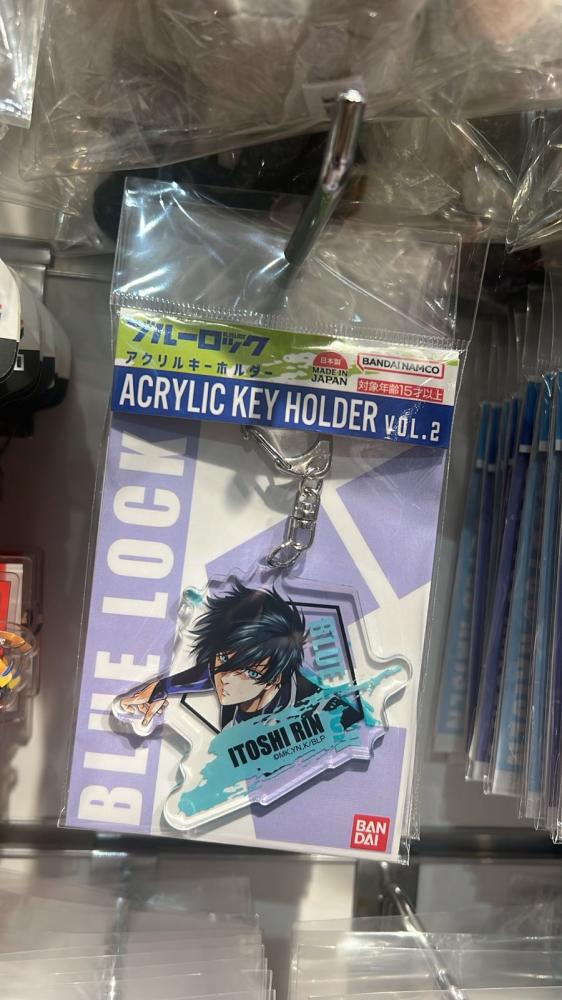 ブルーロック
アクリルキーホルダー
日本製
MADE IN
JAPAN
BANDAI NAMCO
対象年齢15才以上
ACRYLIC KEY HOLDER VOL.2
BLUE LOCK
BLUE
ITOSHI RIN
©MK,YN,K/BLP
BAN
DAI